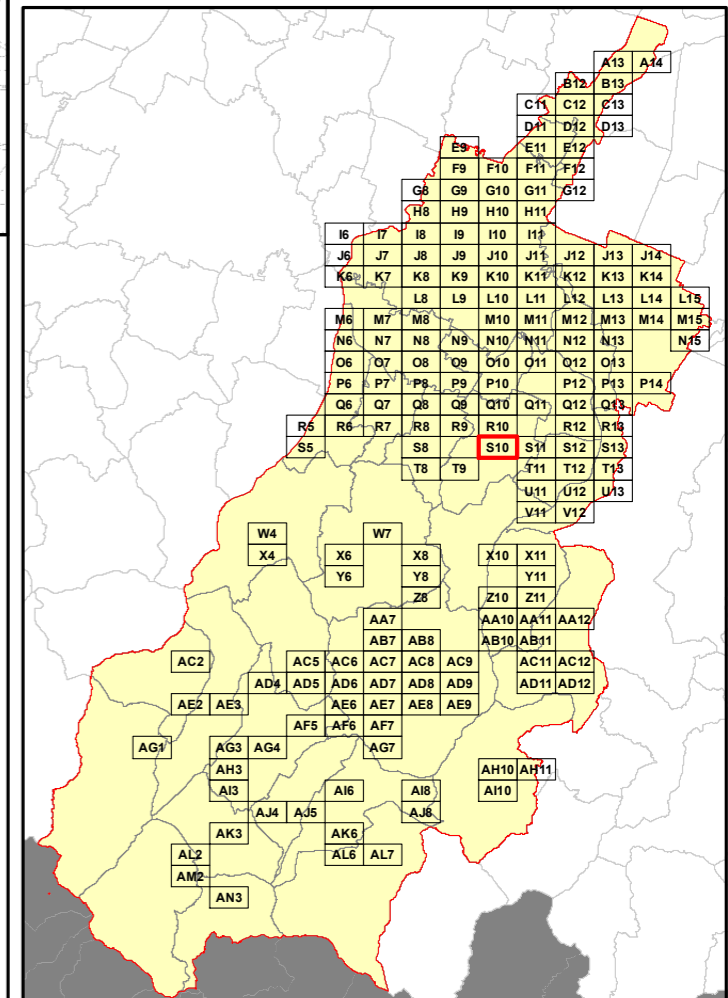 A13 A14
B12 B13
C11 C12 C13
D11 D12 D13
E9 E11 E12
F9 F10 F11 F12
G8 G9 G10 G11 G12
H8 H9 H10 H11
I6 I7 I8 I9 I10 I11
J6 J7 J8 J9 J10 J11 J12 J13 J14
K6 K7 K8 K9 K10 K11 K12 K13 K14
L8 L9 L10 L11 L12 L13 L14 L15
M6 M7 M8 M10 M11 M12 M13 M14 M15
N6 N7 N8 N9 N10 N11 N12 N13 N15
O6 O7 O8 O9 O10 O11 O12 O13
P6 P7 P8 P9 P10 P12 P13 P14
Q6 Q7 Q8 Q9 Q10 Q11 Q12 Q13
R5 R6 R7 R8 R9 R10 R12 R13
S5 S8 S10 S11 S12 S13
T8 T9 T11 T12 T13
U11 U12 U13
V11 V12
W4 W7
X4 X6 X8 X10 X11
Y6 Y8 Y11
Z8 Z10 Z11
AA7 AA10 AA11 AA12
AB7 AB8 AB10 AB11
AC2 AC5 AC6 AC7 AC8 AC9 AC11 AC12
AD4 AD5 AD6 AD7 AD8 AD9 AD11 AD12
AE2 AE3 AE6 AE7 AE8 AE9
AF5 AF6 AF7
AG1 AG3 AG4 AG7
AH3 AH10 AH11
AI3 AI6 AI8 AI10
AJ4 AJ5 AJ8
AK3 AK6
AL2 AL6 AL7
AM2
AN3